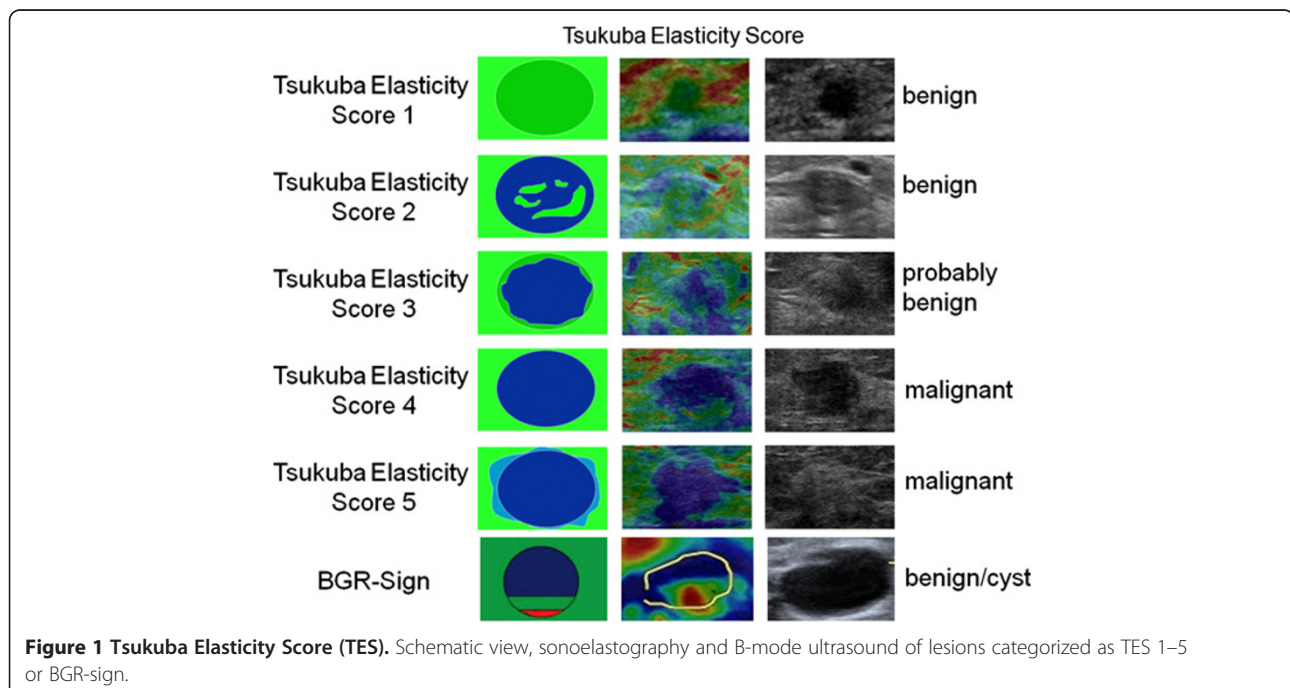 Tsukuba Elasticity Score
Tsukuba Elasticity
Score 1
benign
Tsukuba Elasticity
Score 2
benign
Tsukuba Elasticity
Score 3
probably
benign
Tsukuba Elasticity
Score 4
malignant
Tsukuba Elasticity
Score 5
malignant
BGR-Sign
benign/cyst
Figure 1 Tsukuba Elasticity Score (TES). Schematic view, sonoelastography and B-mode ultrasound of lesions categorized as TES 1–5
or BGR-sign.